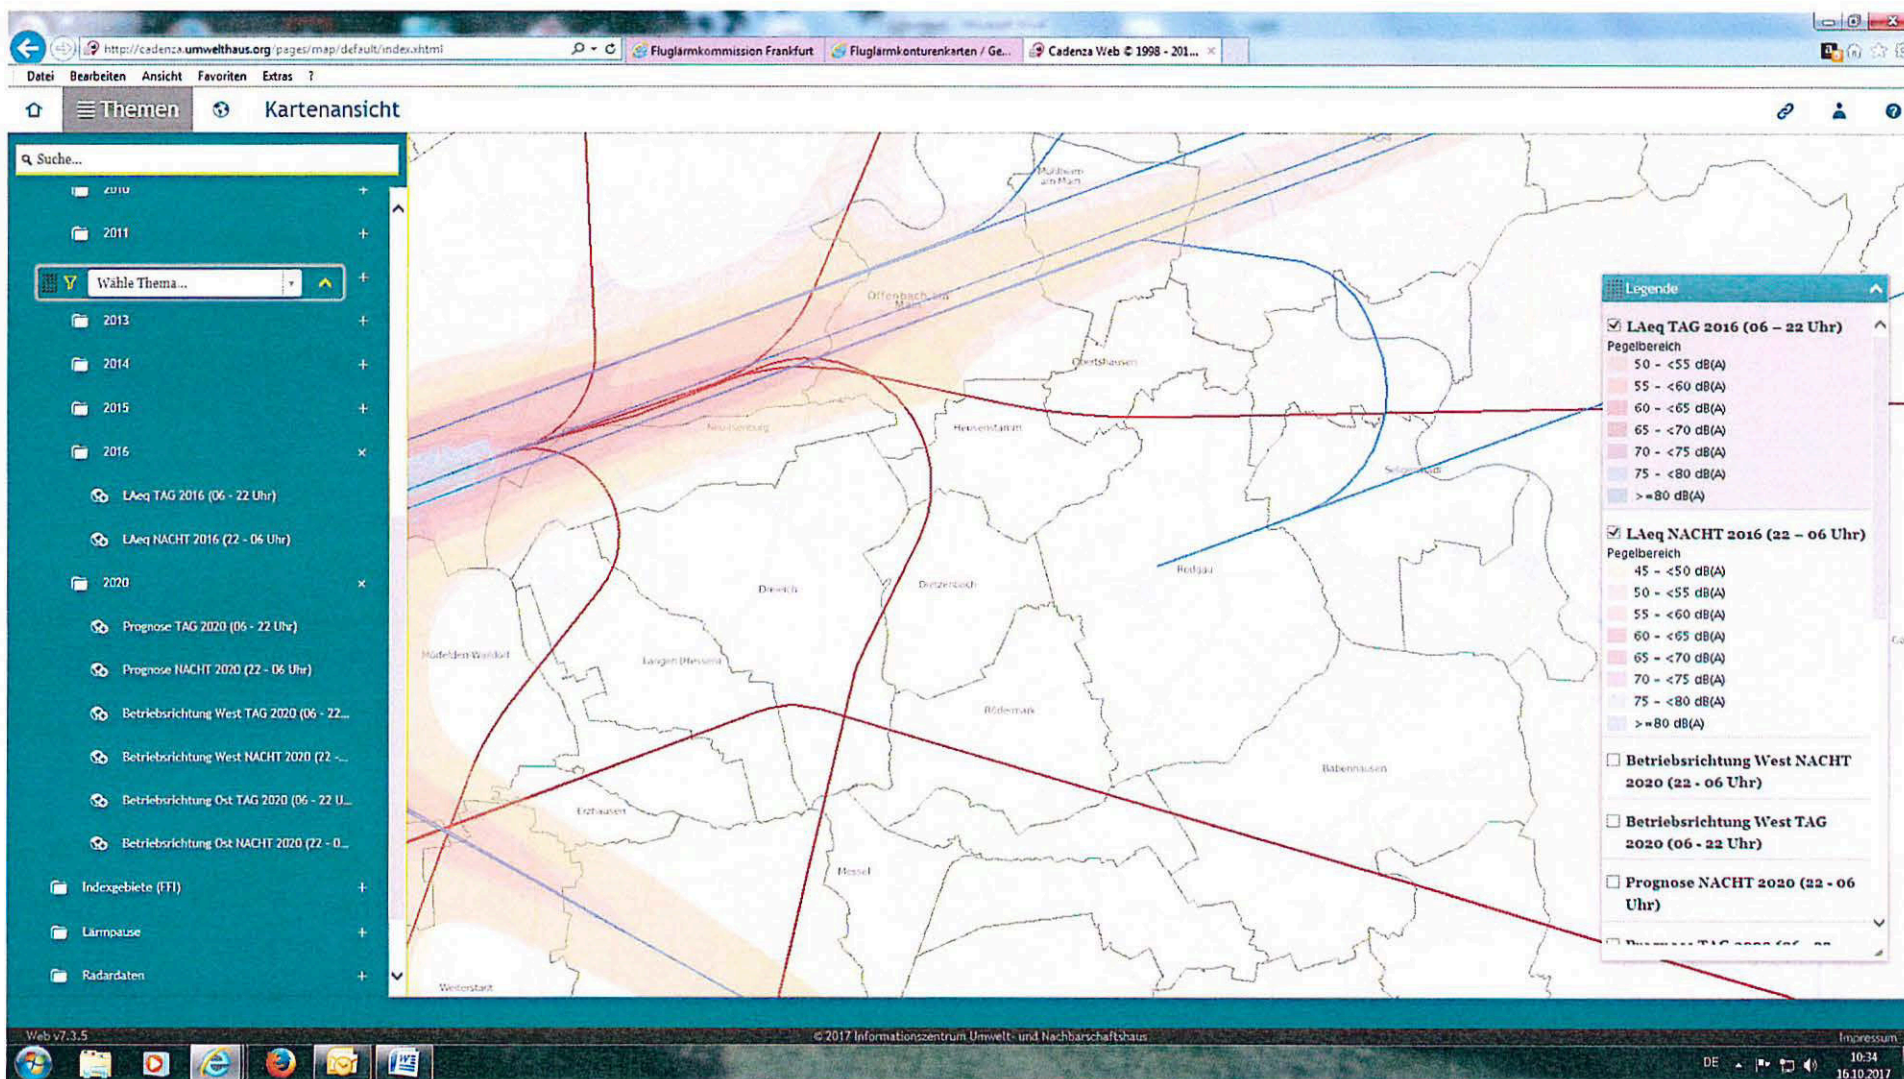 http://cadenza.umwelthaus.org/pages/map/default/index.xhtml
Fluglärmkommission Frankfurt
Fluglärmkonturenkarten / Ge...
Cadenza Web © 1998 - 201...
Datei Bearbeiten Ansicht Favoriten Extras ?
Themen
Kartenansicht
Suche...
2010
2011
Wähle Thema...
2013
2014
2015
2016
LAeq TAG 2016 (06 - 22 Uhr)
LAeq NACHT 2016 (22 - 06 Uhr)
2020
Prognose TAG 2020 (06 - 22 Uhr)
Prognose NACHT 2020 (22 - 06 Uhr)
Betriebsrichtung West TAG 2020 (06 - 22...
Betriebsrichtung West NACHT 2020 (22 -...
Betriebsrichtung Ost TAG 2020 (06 - 22 U...
Betriebsrichtung Ost NACHT 2020 (22 - 0...
Indexgebiete (FFI)
Lärmpause
Radardaten
Mühlheim
am Main
Offenbach am
Main
Obertshausen
Neu-Isenburg
Heusenstamm
Seligenstadt
Rodgau
Dreieich
Dietzenbach
Mörfelden-Walldorf
Langen (Hessen)
Rödermark
Babenhausen
Erzhausen
Messel
Weiterstadt
Legende
LAeq TAG 2016 (06 – 22 Uhr)
Pegelbereich
50 - <55 dB(A)
55 - <60 dB(A)
60 - <65 dB(A)
65 - <70 dB(A)
70 - <75 dB(A)
75 - <80 dB(A)
>=80 dB(A)
LAeq NACHT 2016 (22 – 06 Uhr)
Pegelbereich
45 - <50 dB(A)
50 - <55 dB(A)
55 - <60 dB(A)
60 - <65 dB(A)
65 - <70 dB(A)
70 - <75 dB(A)
75 - <80 dB(A)
>=80 dB(A)
Betriebsrichtung West NACHT
2020 (22 - 06 Uhr)
Betriebsrichtung West TAG
2020 (06 - 22 Uhr)
Prognose NACHT 2020 (22 - 06
Uhr)
Prognose TAG 2020 (06 - 22
Web v7.3.5
© 2017 Informationszentrum Umwelt- und Nachbarschaftshaus
Impressum
DE
10:34
16.10.2017